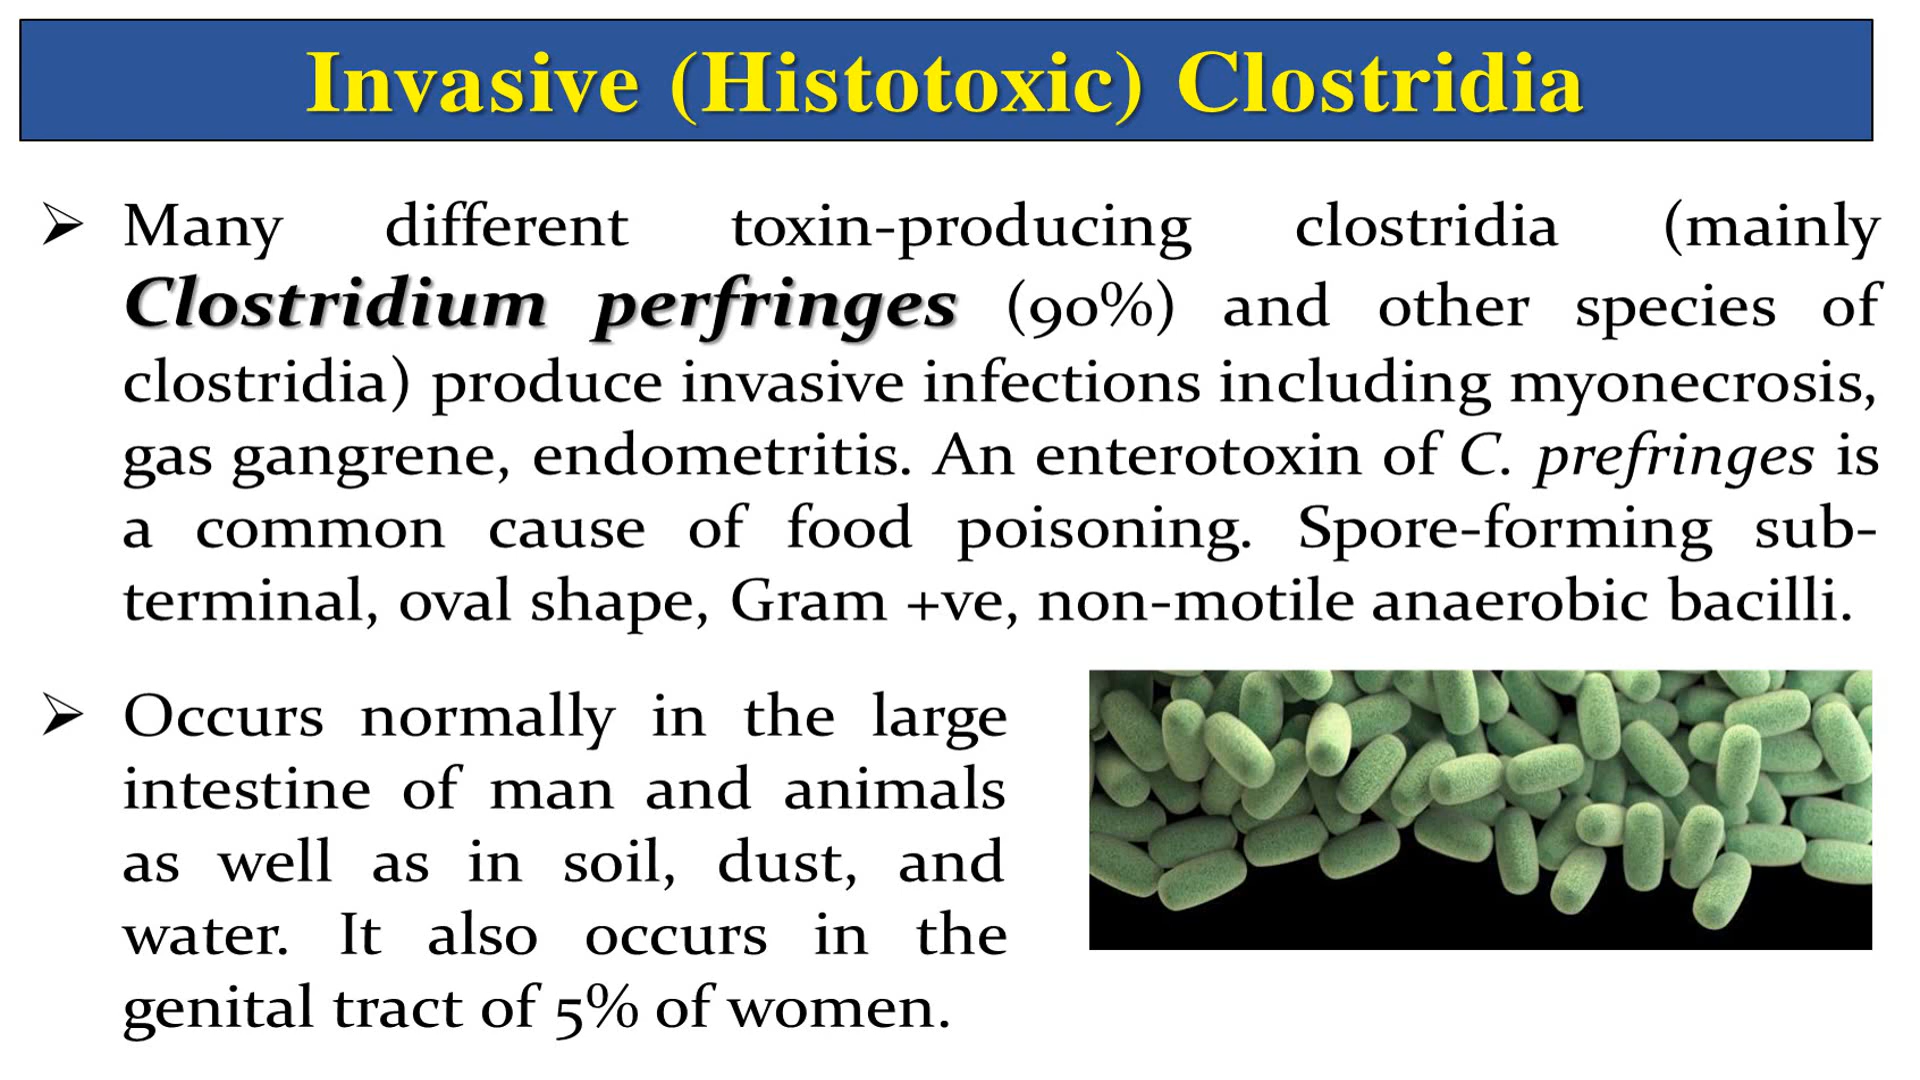 Invasive (Histotoxic) Clostridia
➢ Many different toxin-producing clostridia (mainly
Clostridium perfringes (90%) and other species of
clostridia) produce invasive infections including myonecrosis,
gas gangrene, endometritis. An enterotoxin of C. prefringes is
a common cause of food poisoning. Spore-forming sub-
terminal, oval shape, Gram +ve, non-motile anaerobic bacilli.
➢ Occurs normally in the large
intestine of man and animals
as well as in soil, dust, and
water. It also occurs in the
genital tract of 5% of women.